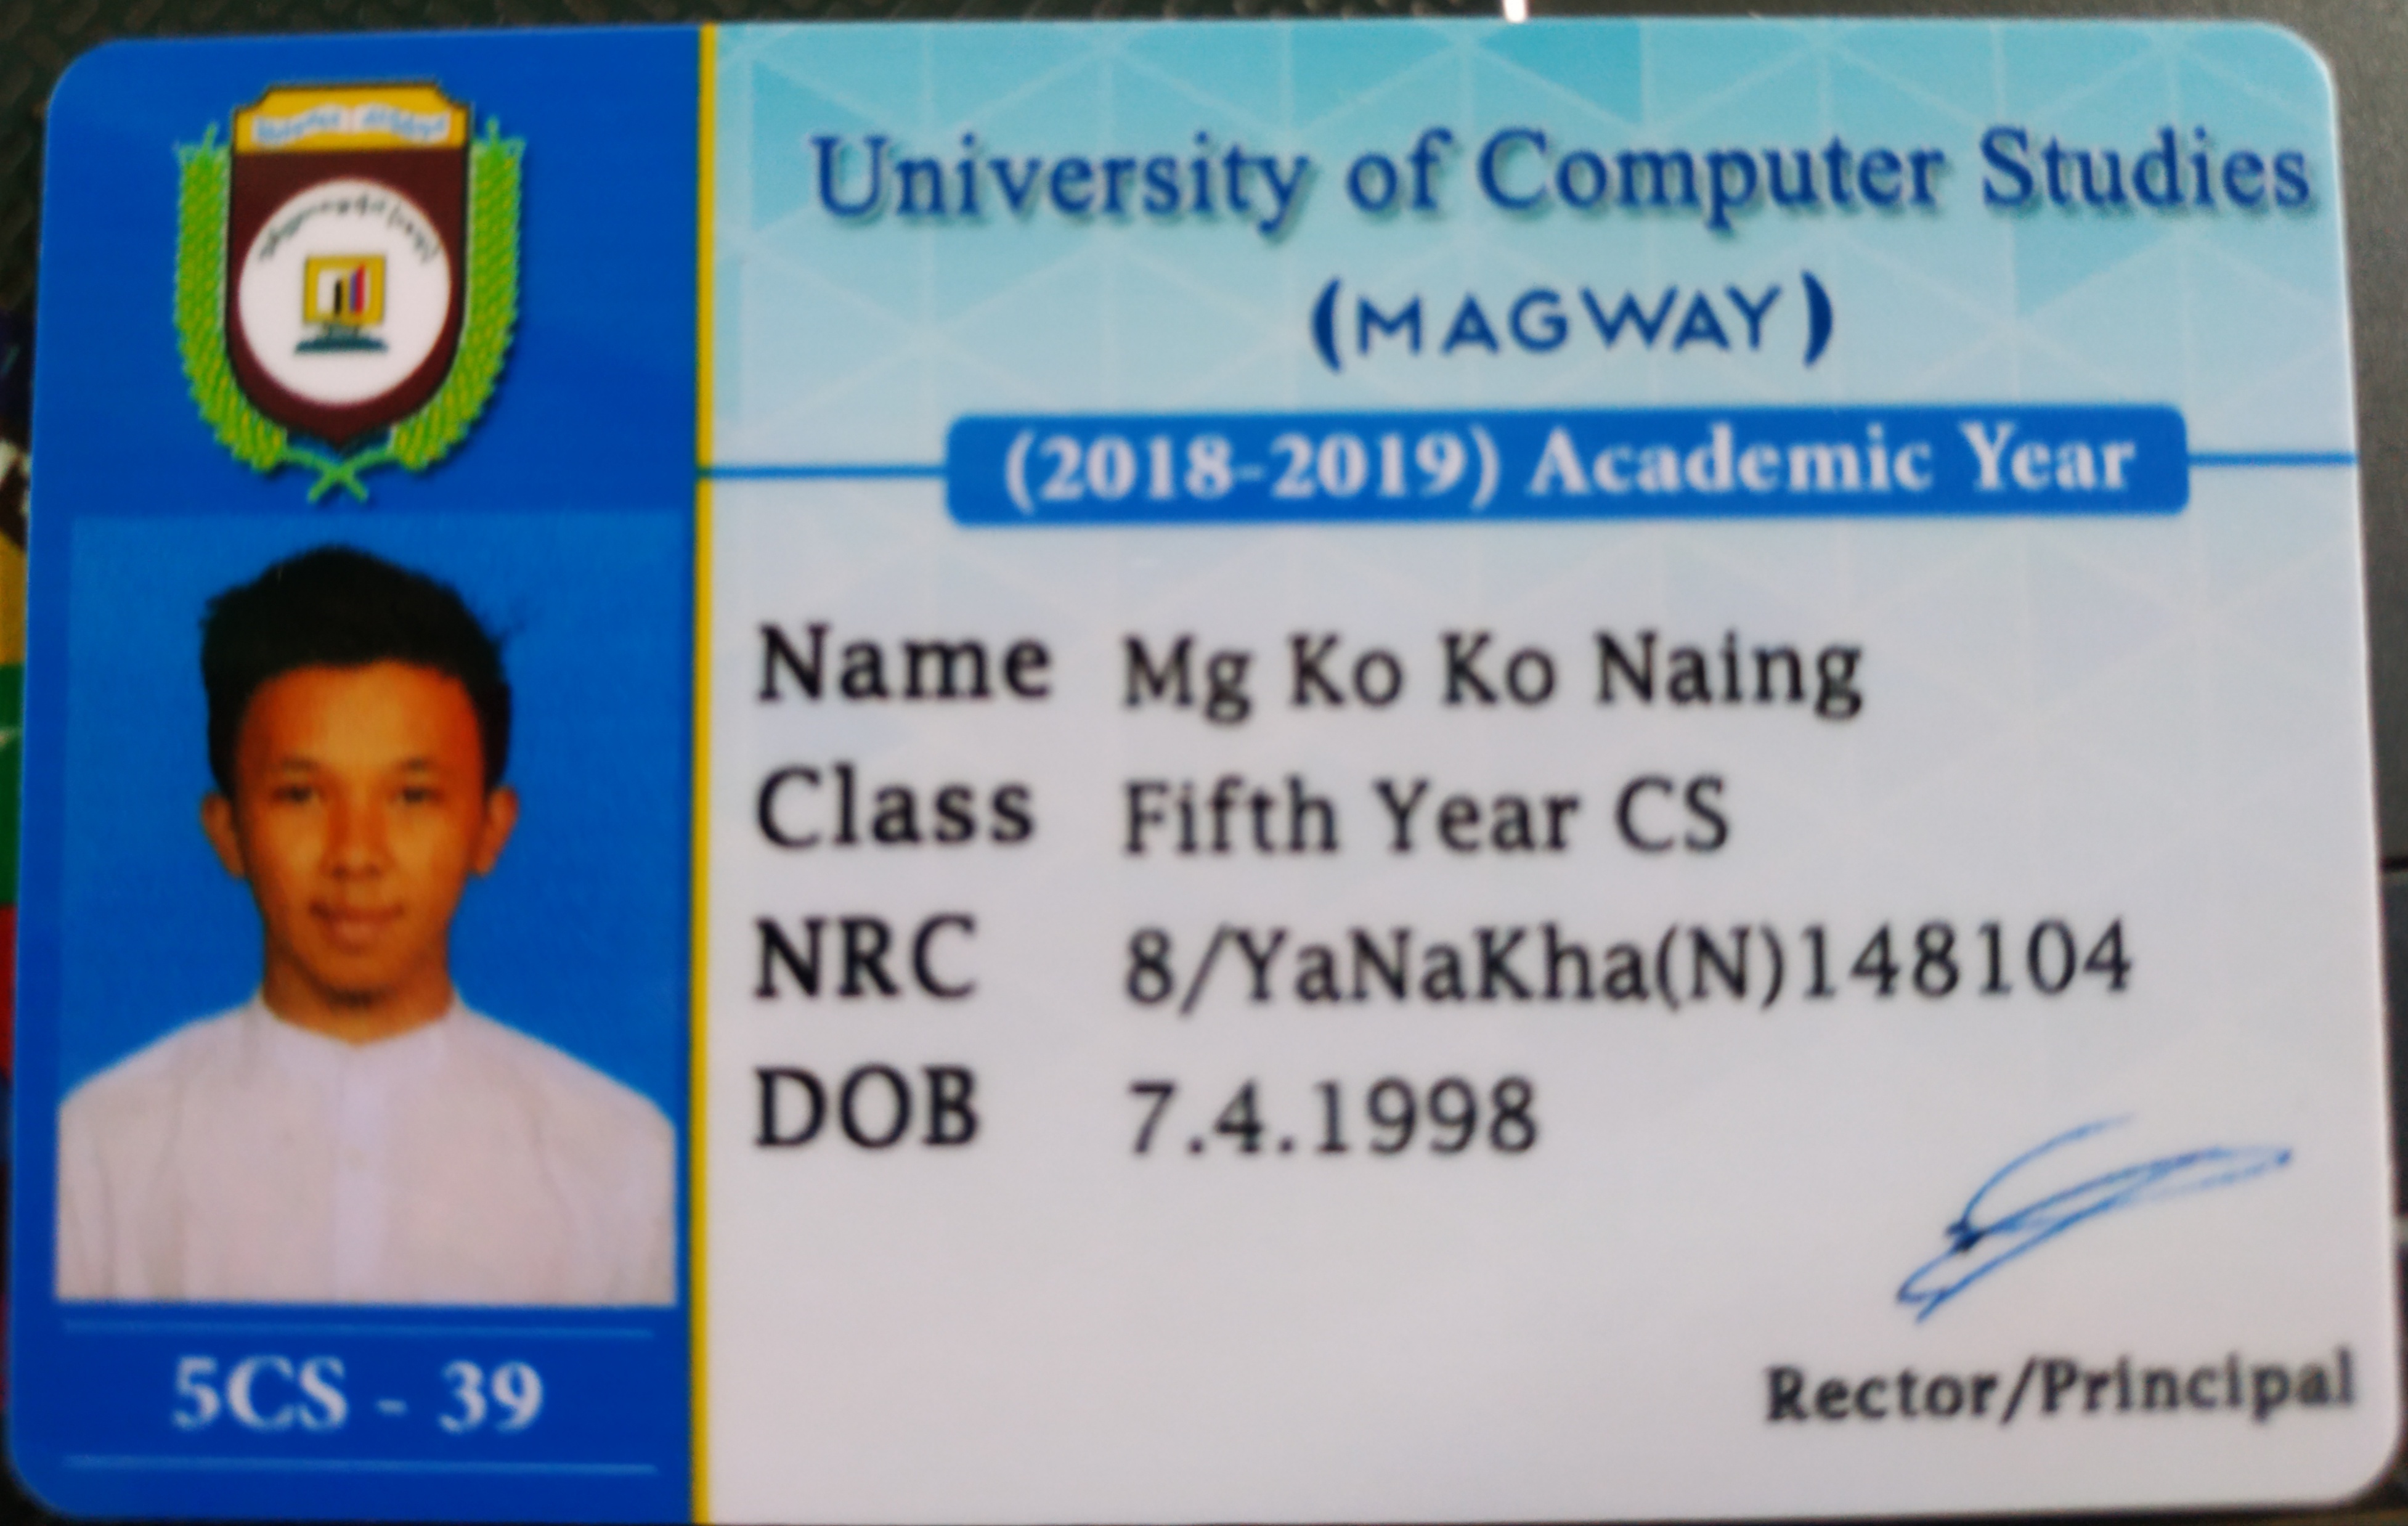 University of Computer Studies
(MAGWAY)
(2018-2019) Academic Year
Name Mg Ko Ko Naing
Class Fifth Year CS
NRC 8/YaNaKha(N)148104
DOB 7.4.1998
5CS - 39
Rector/Principal